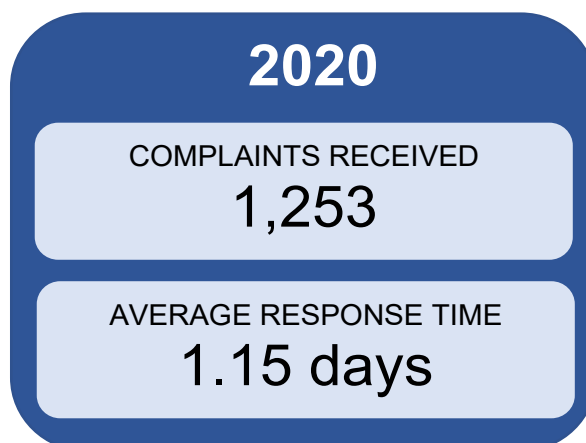 2020
COMPLAINTS RECEIVED
1,253
AVERAGE RESPONSE TIME
1.15 days